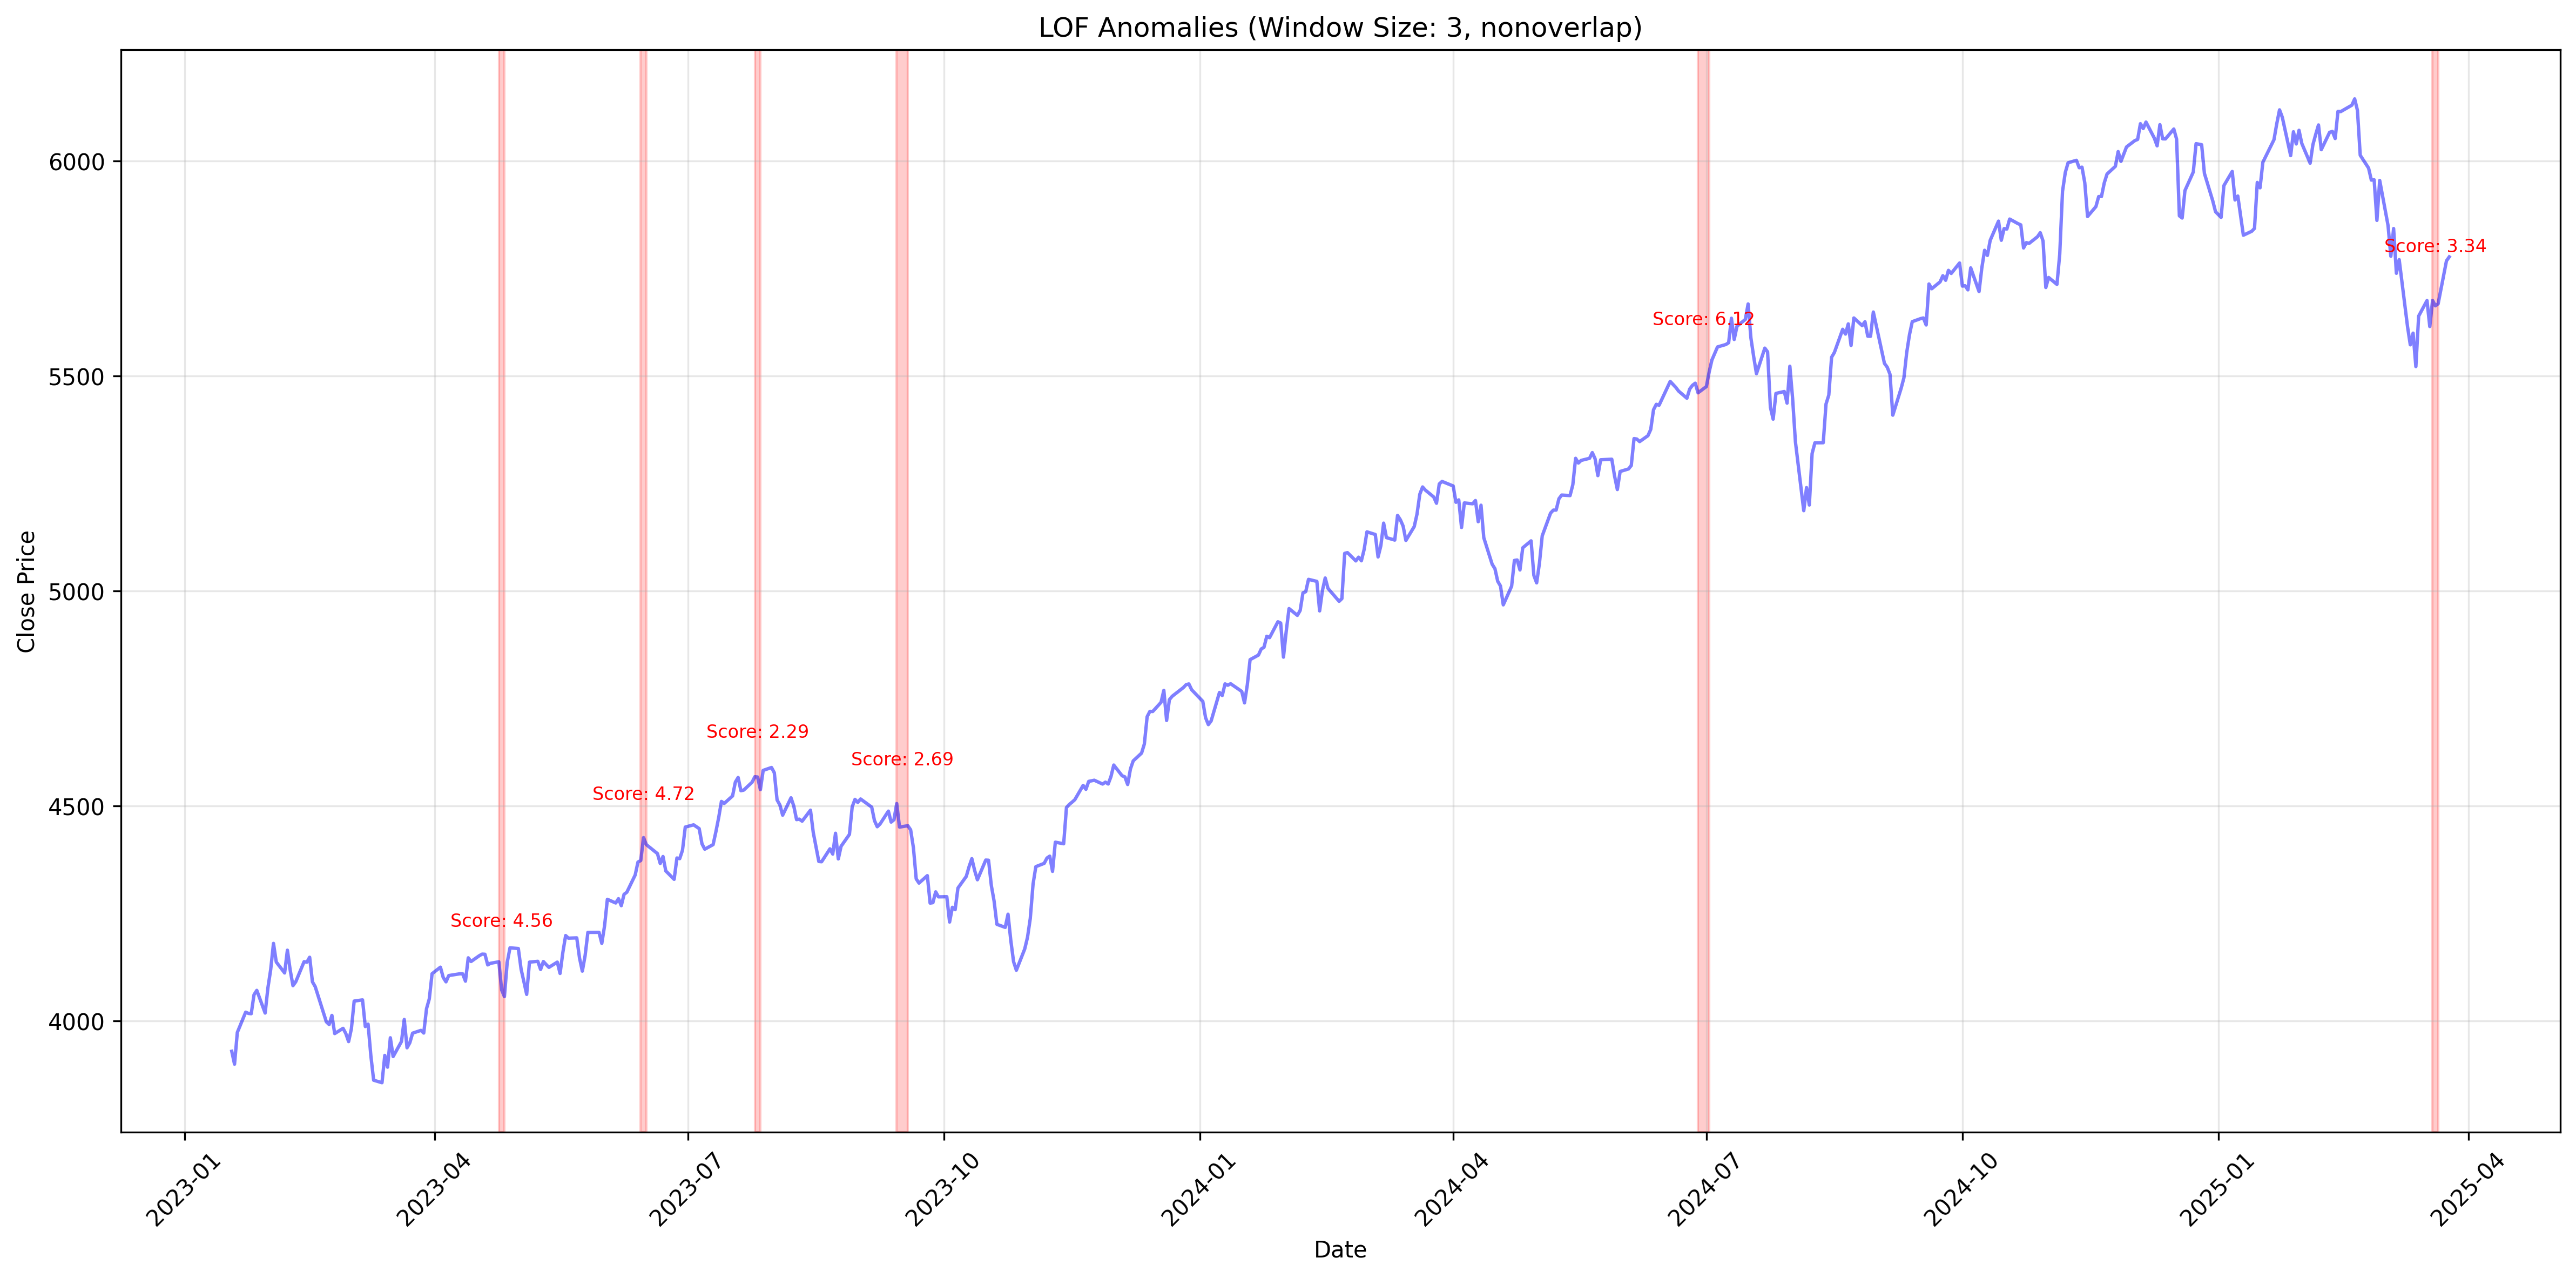 LOF Anomalies (Window Size: 3, nonoverlap)
Close Price
6000
5500
5000
4500
4000
Score: 4.56
Score: 4.72
Score: 2.29
Score: 2.69
Score: 6.12
Score: 3.34
2023-01
2023-04
2023-07
2023-10
2024-01
2024-04
2024-07
2024-10
2025-01
2025-04
Date